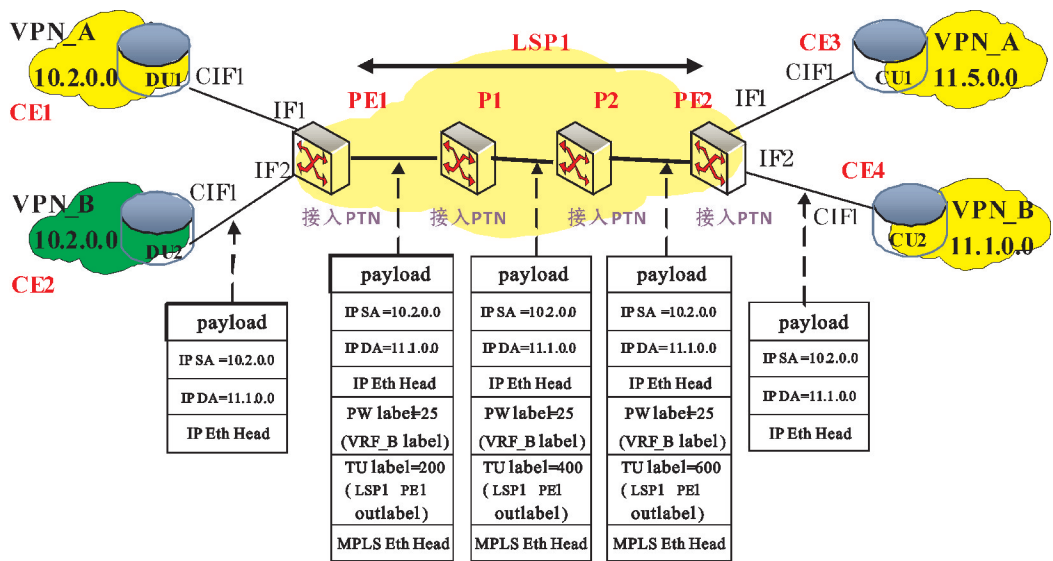 VPN_A
10.2.0.0
DU1
CE1
CIF1
IF1
LSP1
PE1
P1
P2
PE2
CE3
CIF1
IF1
CU1
VPN_A
11.5.0.0
VPN_B
10.2.0.0
DU2
CE2
CIF1
IF2
接入PTN
接入PTN
接入PTN
接入PTN
IF2
CE4
CIF1
CU2
VPN_B
11.1.0.0
payload
IP SA =10.2.0.0
IP DA=11.1.0.0
IP Eth Head
payload
IP SA =10.2.0.0
IP DA=11.1.0.0
IP Eth Head
PW label=25
(VRF_B label)
TU label=200
( LSP1 PE1
outlabel)
MPLS Eth Head
payload
IP SA =10.2.0.0
IP DA=11.1.0.0
IP Eth Head
PW label=25
(VRF_B label)
TU label=400
( LSP1 PE1
outlabel)
MPLS Eth Head
payload
IP SA =10.2.0.0
IP DA=11.1.0.0
IP Eth Head
PW label=25
(VRF_B label)
TU label=600
( LSP1 PE1
outlabel)
MPLS Eth Head
payload
IP SA =10.2.0.0
IP DA=11.1.0.0
IP Eth Head